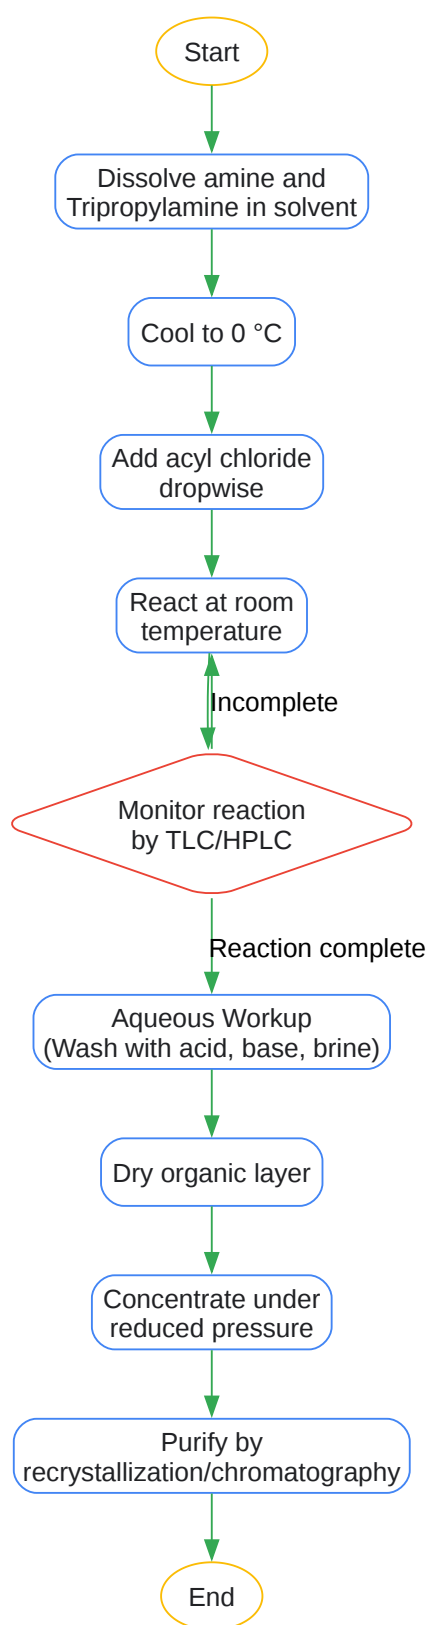 Start
Dissolve amine and
Tripropylamine in solvent
Cool to 0 °C
Add acyl chloride
dropwise
React at room
temperature
Incomplete
Monitor reaction
by TLC/HPLC
Reaction complete
Aqueous Workup
(Wash with acid, base, brine)
Dry organic layer
Concentrate under
reduced pressure
Purify by
recrystallization/chromatography
End